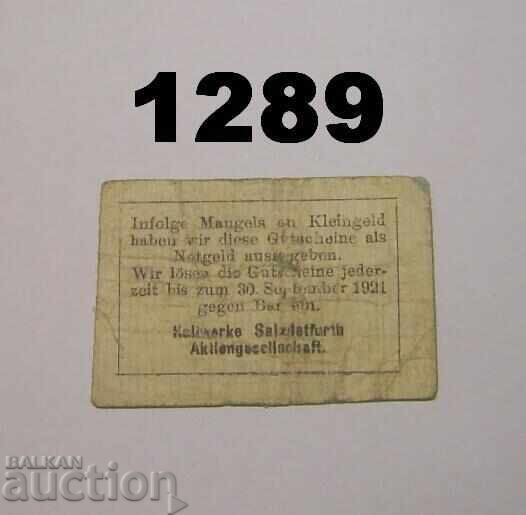 1289
Infolge Mangels an Kleingeld
haben wir diese Gutscheine als
Notgeld ausgegeben.
Wir lösen die Gutscheine jeder-
zeit bis zum 30. September 1921
gegen Bar ein.
Kaliwerke Salzdetfurth
Aktiengesellschaft.
BALKAN
auction